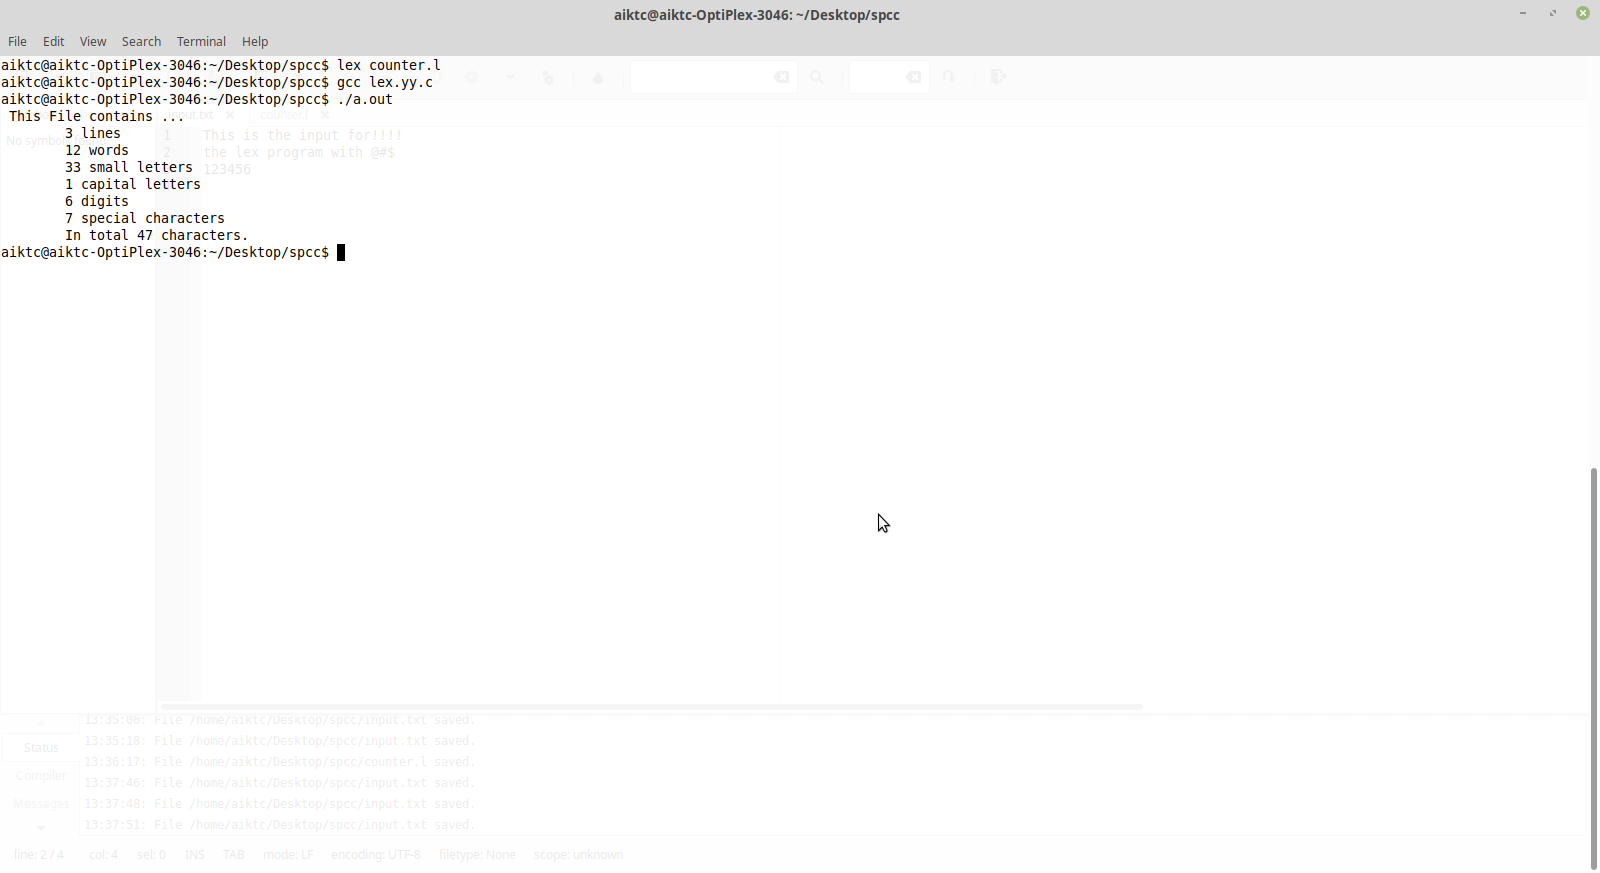 aiktc@aiktc-OptiPlex-3046: ~/Desktop/spcc
File Edit View Search Terminal Help
aiktc@aiktc-OptiPlex-3046:~/Desktop/spcc$ lex counter.l
aiktc@aiktc-OptiPlex-3046:~/Desktop/spcc$ gcc lex.yy.c
aiktc@aiktc-OptiPlex-3046:~/Desktop/spcc$ ./a.out
This File contains ...
3 lines
12 words
33 small letters
1 capital letters
6 digits
7 special characters
In total 47 characters.
aiktc@aiktc-OptiPlex-3046:~/Desktop/spcc$
input.txt counter.l
1 This is the input for!!!!
2 the lex program with @#$
123456
13:35:06: File /home/aiktc/Desktop/spcc/input.txt saved.
13:35:18: File /home/aiktc/Desktop/spcc/input.txt saved.
13:36:17: File /home/aiktc/Desktop/spcc/counter.l saved.
13:37:46: File /home/aiktc/Desktop/spcc/input.txt saved.
13:37:48: File /home/aiktc/Desktop/spcc/input.txt saved.
13:37:51: File /home/aiktc/Desktop/spcc/input.txt saved.
Status
Compiler
Messages
line: 2 / 4 col: 4 sel: 0 INS TAB mode: LF encoding: UTF-8 filetype: None scope: unknown